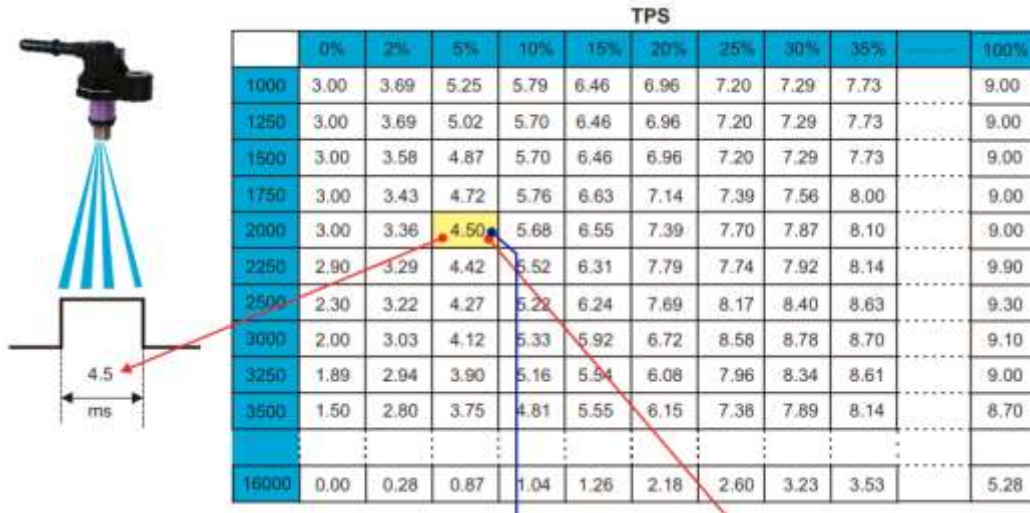 TPS
0% 2% 5% 10% 15% 20% 25% 30% 35% 100%
1000 3.00 3.69 5.25 5.79 6.46 6.96 7.20 7.29 7.73 9.00
1250 3.00 3.69 5.02 5.70 6.46 6.96 7.20 7.29 7.73 9.00
1500 3.00 3.58 4.87 5.70 6.46 6.96 7.20 7.29 7.73 9.00
1750 3.00 3.43 4.72 5.76 6.63 7.14 7.39 7.56 8.00 9.00
2000 3.00 3.36 4.50 5.68 6.55 7.39 7.70 7.87 8.10 9.00
2250 2.90 3.29 4.42 5.52 6.31 7.79 7.74 7.92 8.14 9.90
2500 2.30 3.22 4.27 5.22 6.24 7.69 8.17 8.40 8.63 9.30
3000 2.00 3.03 4.12 5.33 5.92 6.72 8.58 8.78 8.70 9.10
3250 1.89 2.94 3.90 5.16 5.54 6.08 7.96 8.34 8.61 9.00
3500 1.50 2.80 3.75 4.81 5.55 6.15 7.38 7.89 8.14 8.70
16000 0.00 0.28 0.87 1.04 1.26 2.18 2.60 3.23 3.53 5.28
4.5
ms